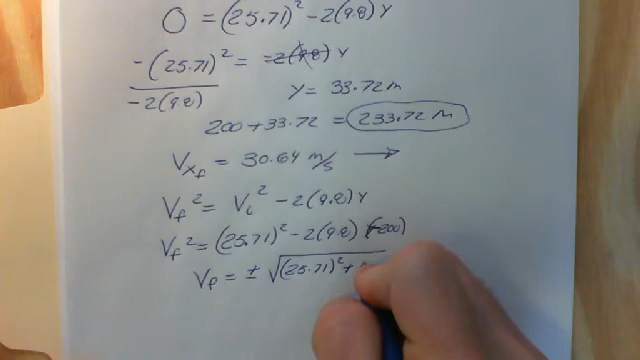 0 = (25.71)² - 2(9.8) Y
-(25.71)² = -2(9.8) Y
-2(9.8)
Y = 33.72 m
200 + 33.72 = 233.72 m
Vxf = 30.64 m/s →
Vf² = Vi² - 2(9.8) Y
Vf² = (25.71)² - 2(9.8) (-200)
Vf = ± √(25.71)² +